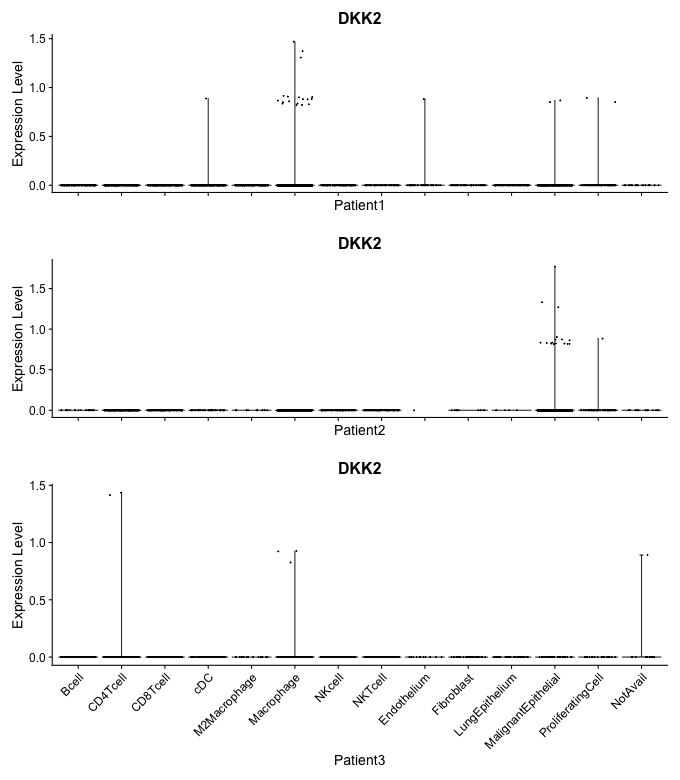 DKK2
1.5
1.0
0.5
0.0
Expression Level
Patient1
DKK2
1.5
1.0
0.5
0.0
Expression Level
Patient2
DKK2
1.5
1.0
0.5
0.0
Expression Level
Bcell
CD4Tcell
CD8Tcell
cDC
M2Macrophage
Macrophage
NKcell
NKTcell
Endothelium
Fibroblast
LungEpithelium
MalignantEpithelial
ProliferatingCell
NotAvail
Patient3